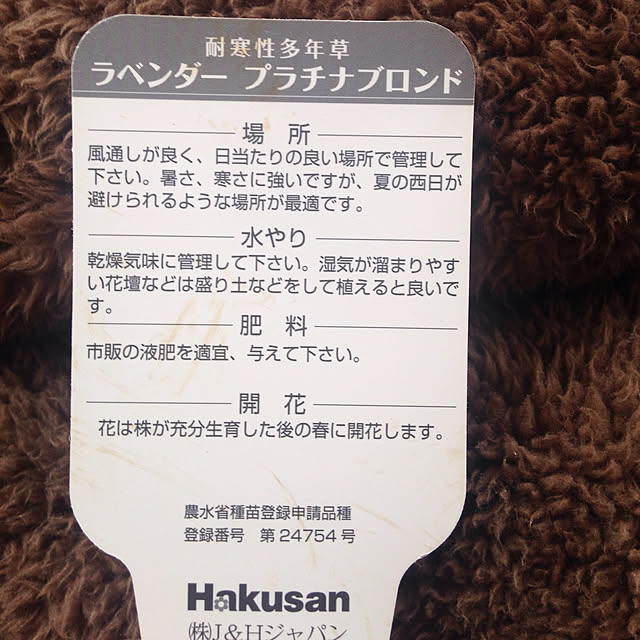 耐寒性多年草
ラベンダー プラチナブロンド
場 所
風通しが良く、日当たりの良い場所で管理して
下さい。暑さ、寒さに強いですが、夏の西日が
避けられるような場所が最適です。
水やり
乾燥気味に管理して下さい。湿気が溜まりやす
い花壇などは盛り土などをして植えると良いで
す。
肥 料
市販の液肥を適宜、与えて下さい。
開 花
花は株が充分生育した後の春に開花します。
農水省種苗登録申請品種
登録番号 第24754号
Hakusan
㈱J&Hジャパン